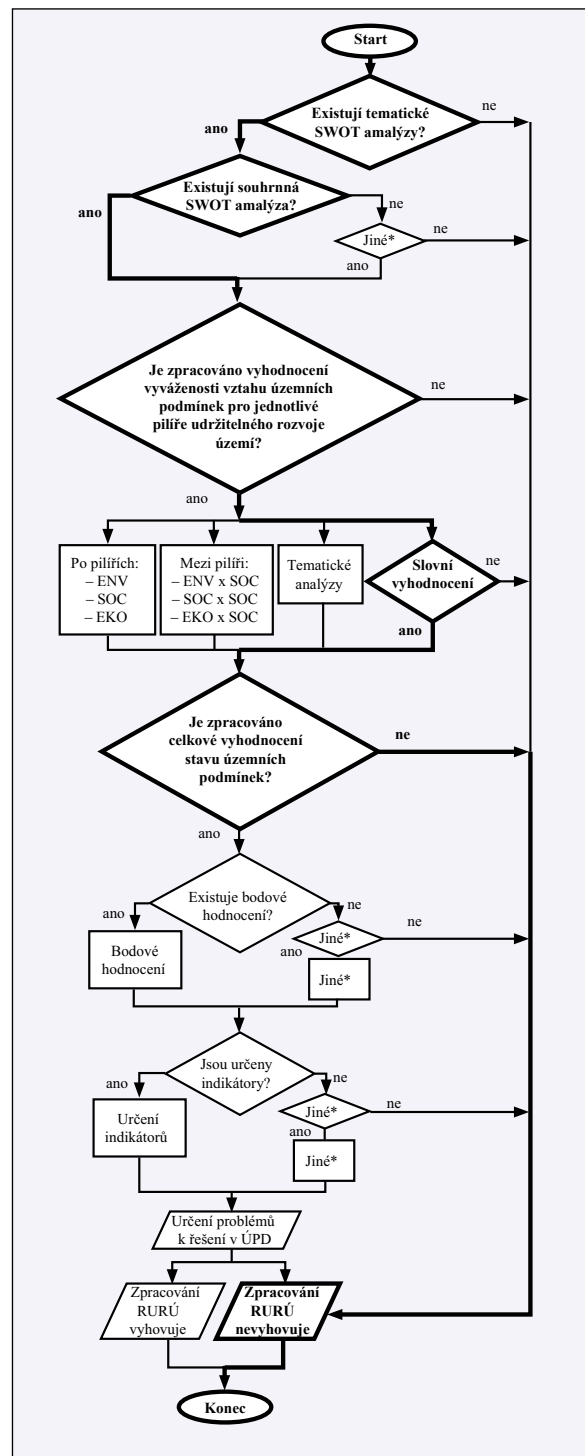 Start
Existují tematické
SWOT amalýzy?
ne
ano
Existují souhrnná
SWOT amalýza?
ne
ano
Jiné*
ne
ano
Je zpracováno vyhodnocení
vyváženosti vztahu územních
podmínek pro jednotlivé
pilíře udržitelného rozvoje
území?
ne
ano
Po pilířích:
– ENV
– SOC
– EKO
Mezi pilíři:
– ENV x SOC
– SOC x SOC
– EKO x SOC
Tematické
analýzy
Slovní
vyhodnocení
ne
ano
Je zpracováno
celkové vyhodnocení
stavu územních
podmínek?
ne
ano
Existuje bodové
hodnocení?
ano
ne
Bodové
hodnocení
Jiné*
ne
ano
Jiné*
Jsou určeny
indikátory?
ano
ne
Určení
indikátorů
Jiné*
ne
ano
Jiné*
Určení problémů
k řešení v ÚPD
Zpracování
RURÚ
vyhovuje
Zpracování
RURÚ
nevyhovuje
Konec